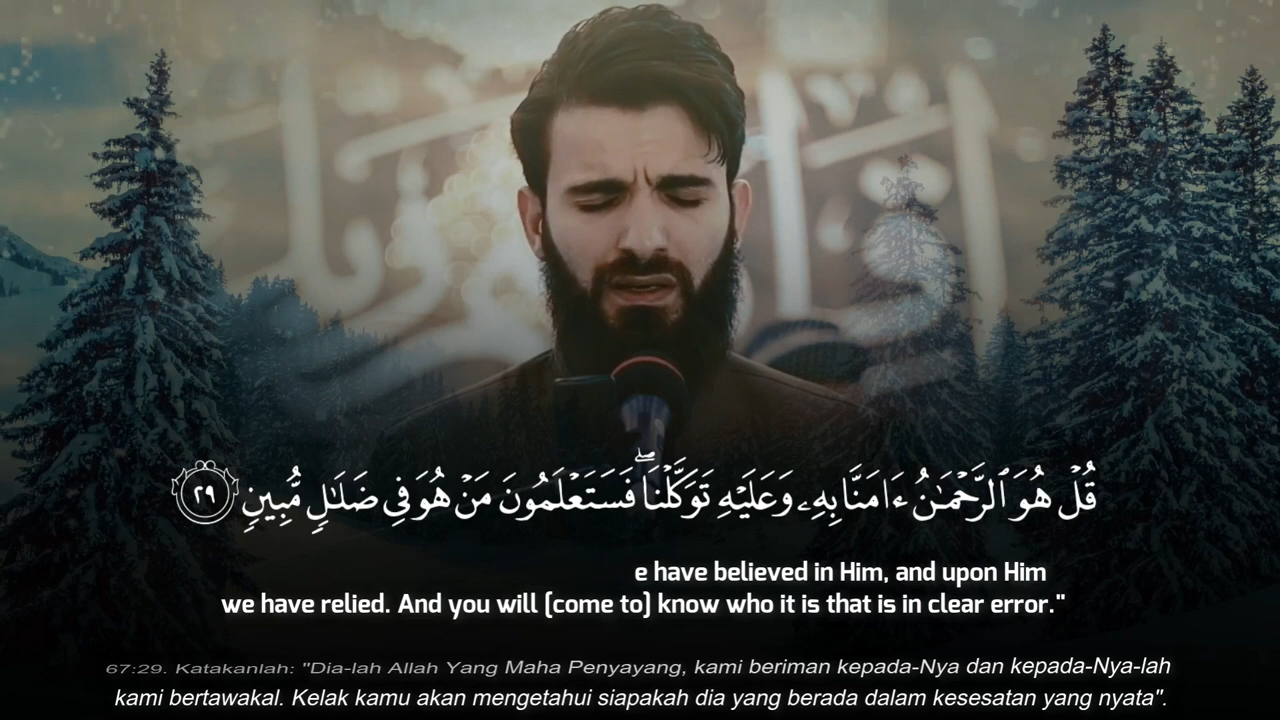 قُلْ هُوَ ٱلرَّحْمَـٰنُ ءَامَنَّا بِهِۦ وَعَلَيْهِ تَوَكَّلْنَا ۖ فَسَتَعْلَمُونَ مَنْ هُوَ فِى ضَلَـٰلٍ مُّبِينٍ ٢٩
e have believed in Him, and upon Him
we have relied. And you will (come to) know who it is that is in clear error."
67:29. Katakanlah: "Dia-lah Allah Yang Maha Penyayang, kami beriman kepada-Nya dan kepada-Nya-lah
kami bertawakal. Kelak kamu akan mengetahui siapakah dia yang berada dalam kesesatan yang nyata".